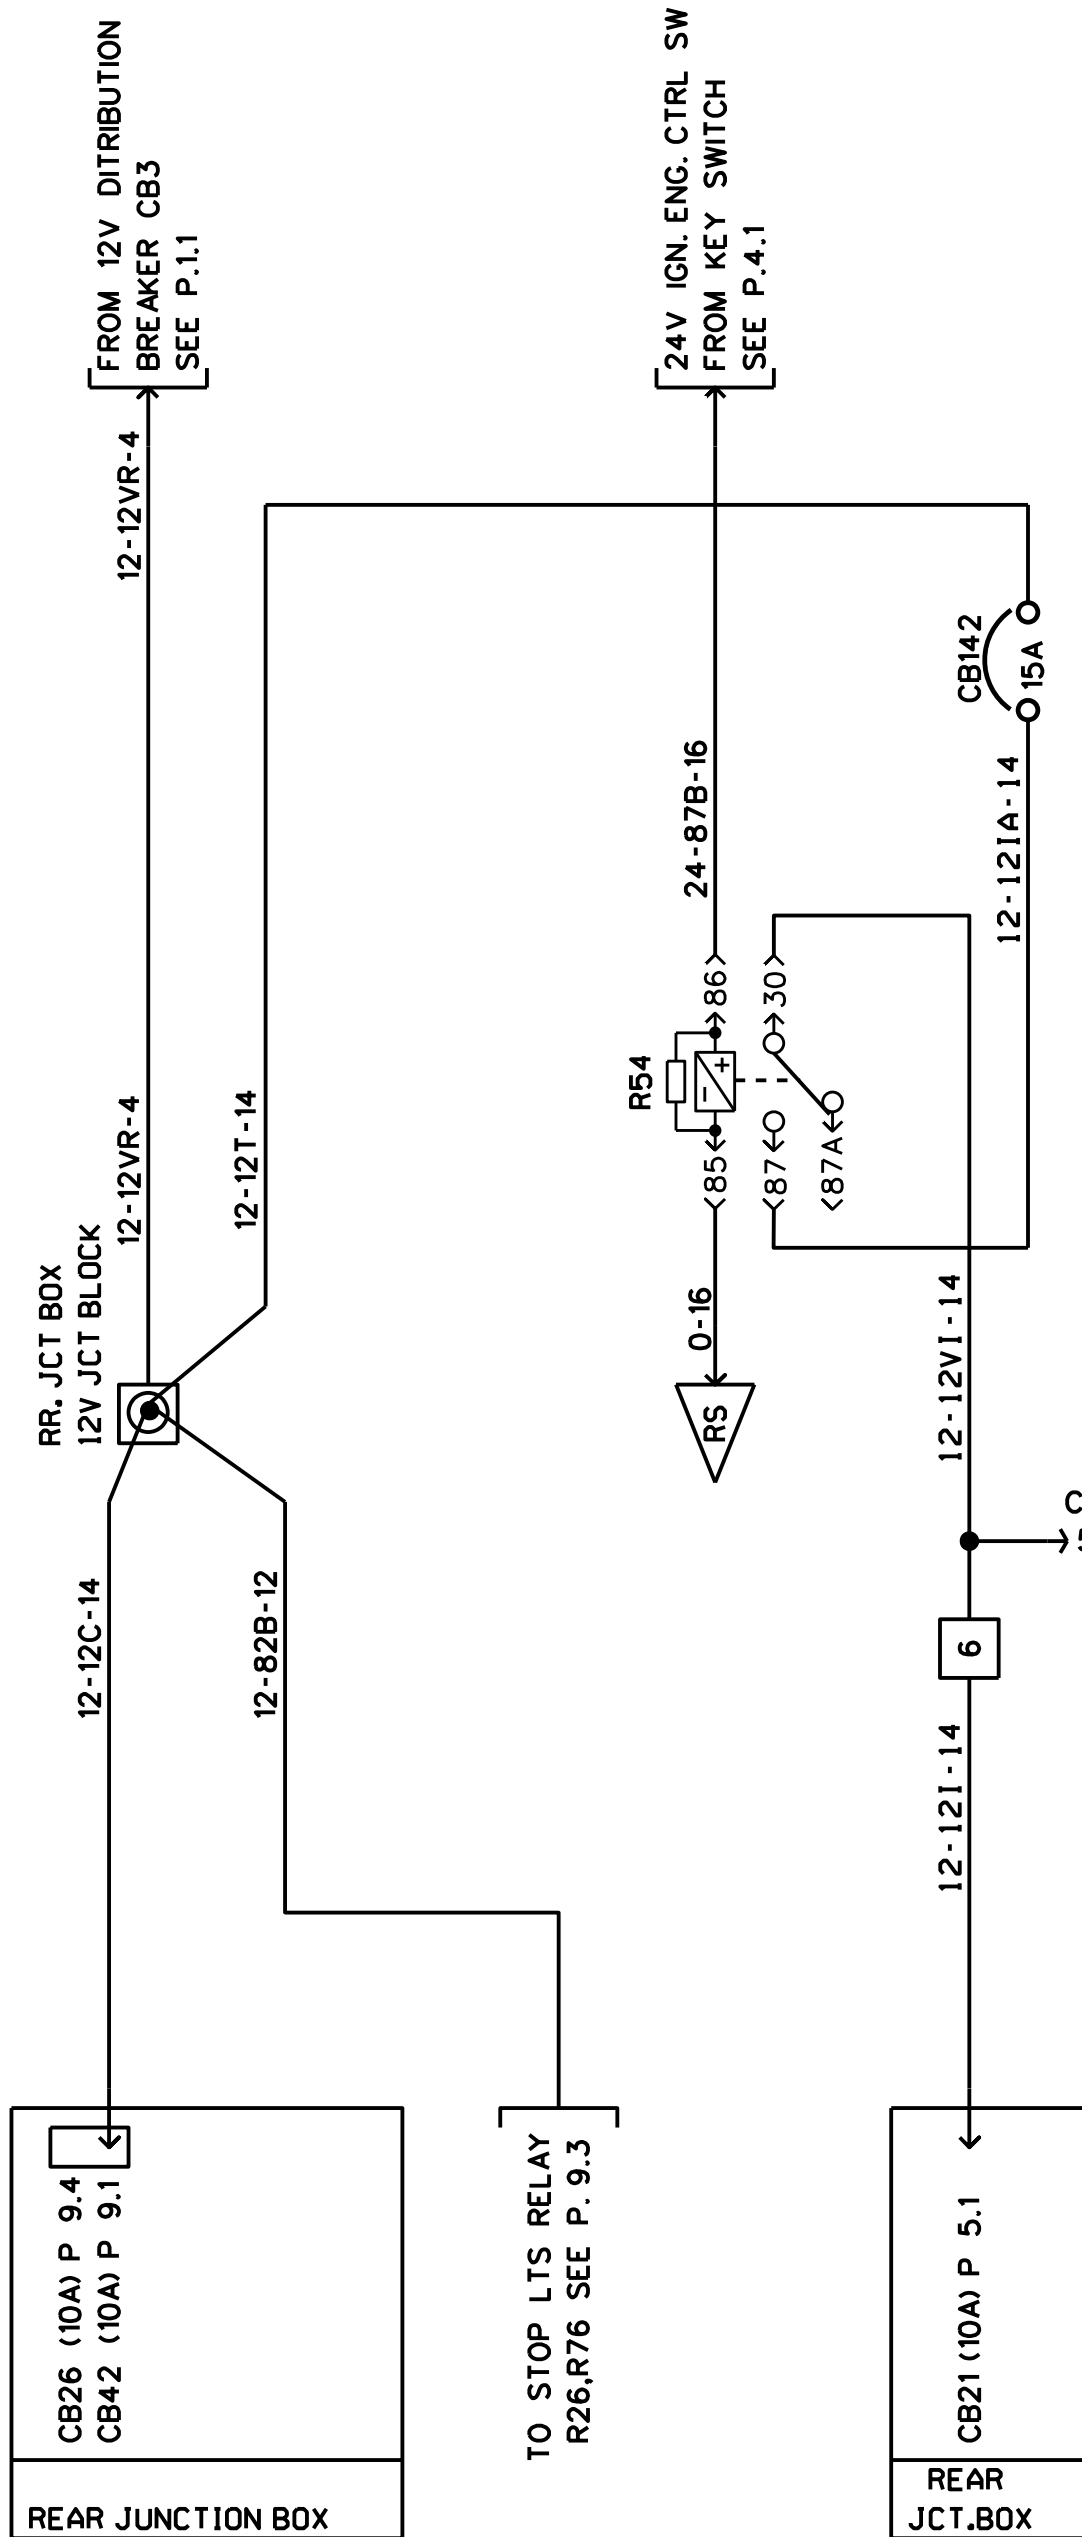 FROM 12V DITRIBUTION
BREAKER CB3
SEE P.1.1
12-12VR-4
12-12VR-4
RR. JCT BOX
12V JCT BLOCK
12-12T-14
12-12C-14
12-82B-12
CB26 (10A) P 9.4
CB42 (10A) P 9.1
REAR JUNCTION BOX
TO STOP LTS RELAY
R26,R76 SEE P. 9.3
24V IGN. ENG. CTRL SW
FROM KEY SWITCH
SEE P.4.1
24-87B-16
R54
86
85
30
87
87A
+
-
0-16
RS
CB142
15A
12-12IA-14
12-12VI-14
6
12-12I-14
CB21 (10A) P 5.1
REAR
JCT.BOX